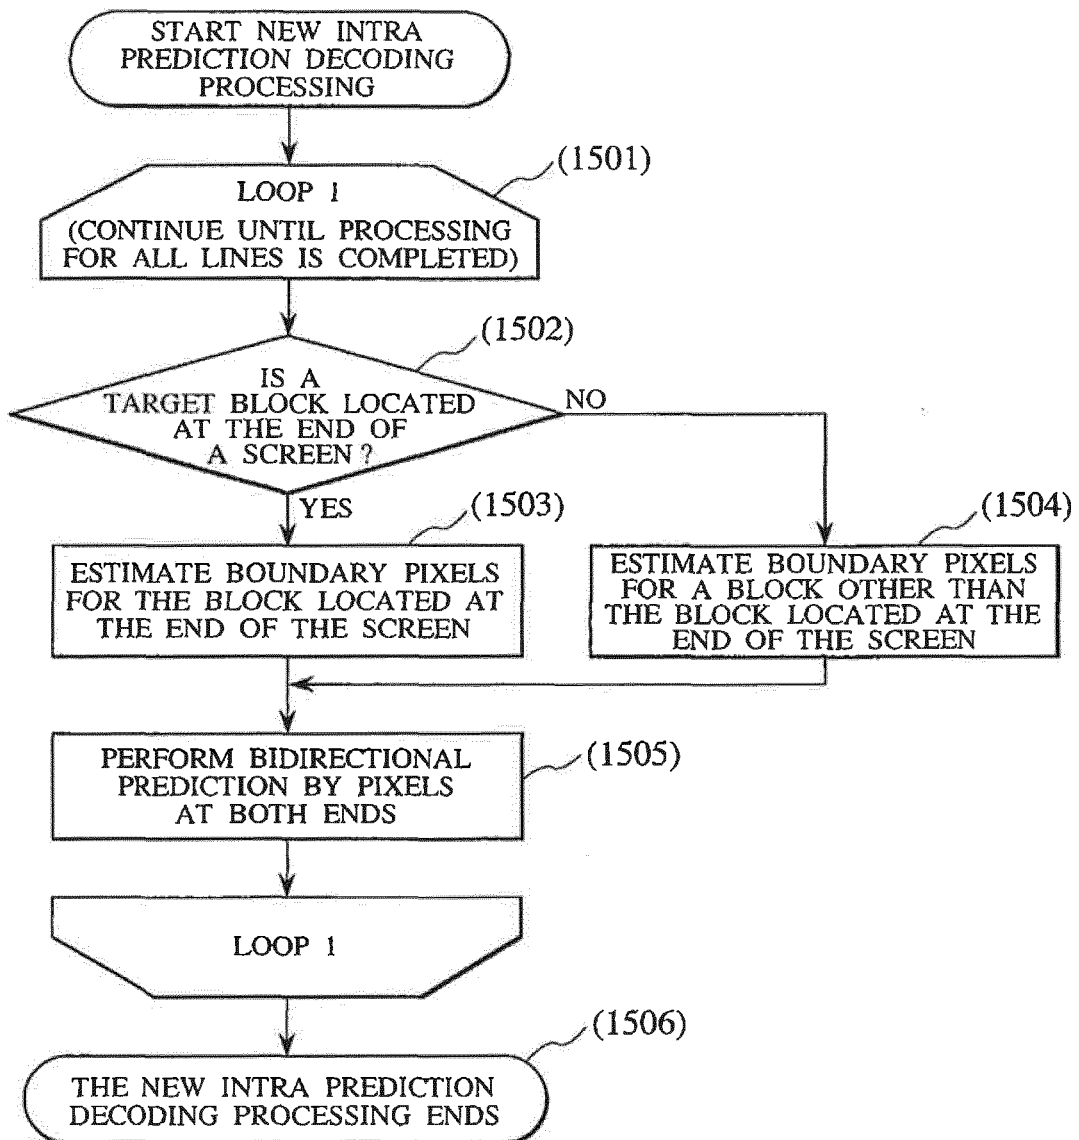 START NEW INTRA
PREDICTION DECODING
PROCESSING
(1501)
LOOP 1
(CONTINUE UNTIL PROCESSING
FOR ALL LINES IS COMPLETED)
(1502)
IS A
TARGET BLOCK LOCATED
AT THE END OF
A SCREEN?
NO
YES
(1503)
ESTIMATE BOUNDARY PIXELS
FOR THE BLOCK LOCATED AT
THE END OF THE SCREEN
(1504)
ESTIMATE BOUNDARY PIXELS
FOR A BLOCK OTHER THAN
THE BLOCK LOCATED AT THE
END OF THE SCREEN
(1505)
PERFORM BIDIRECTIONAL
PREDICTION BY PIXELS
AT BOTH ENDS
LOOP 1
(1506)
THE NEW INTRA PREDICTION
DECODING PROCESSING ENDS